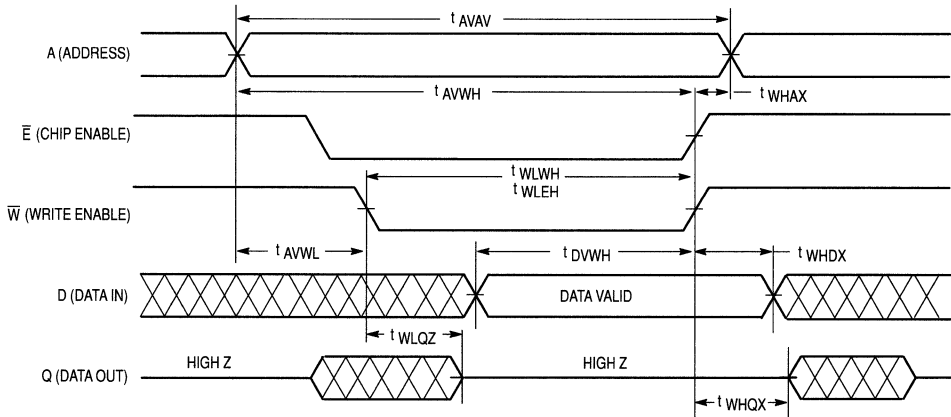 t AVAV
A (ADDRESS)
t AVWH
t WHAX
E (CHIP ENABLE)
t WLWH
t WLEH
W (WRITE ENABLE)
t AVWL
t DVWH
t WHDX
D (DATA IN)
DATA VALID
t WLQZ
HIGH Z
HIGH Z
Q (DATA OUT)
t WHQX